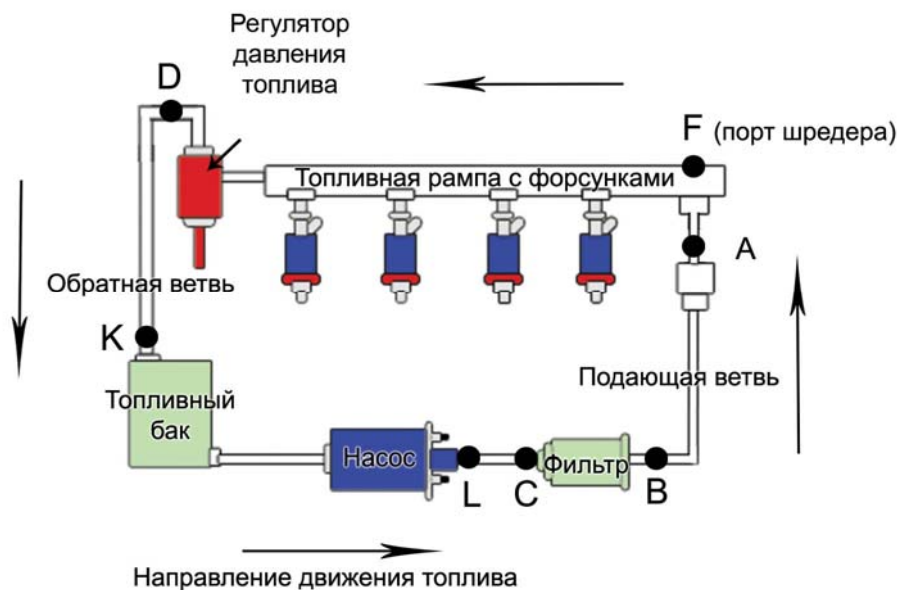 Регулятор
давления
топлива
D
F (порт шредера)
Топливная рампа с форсунками
A
Обратная ветвь
K
Подающая ветвь
Топливный
бак
Насос
Фильтр
L
C
B
Направление движения топлива